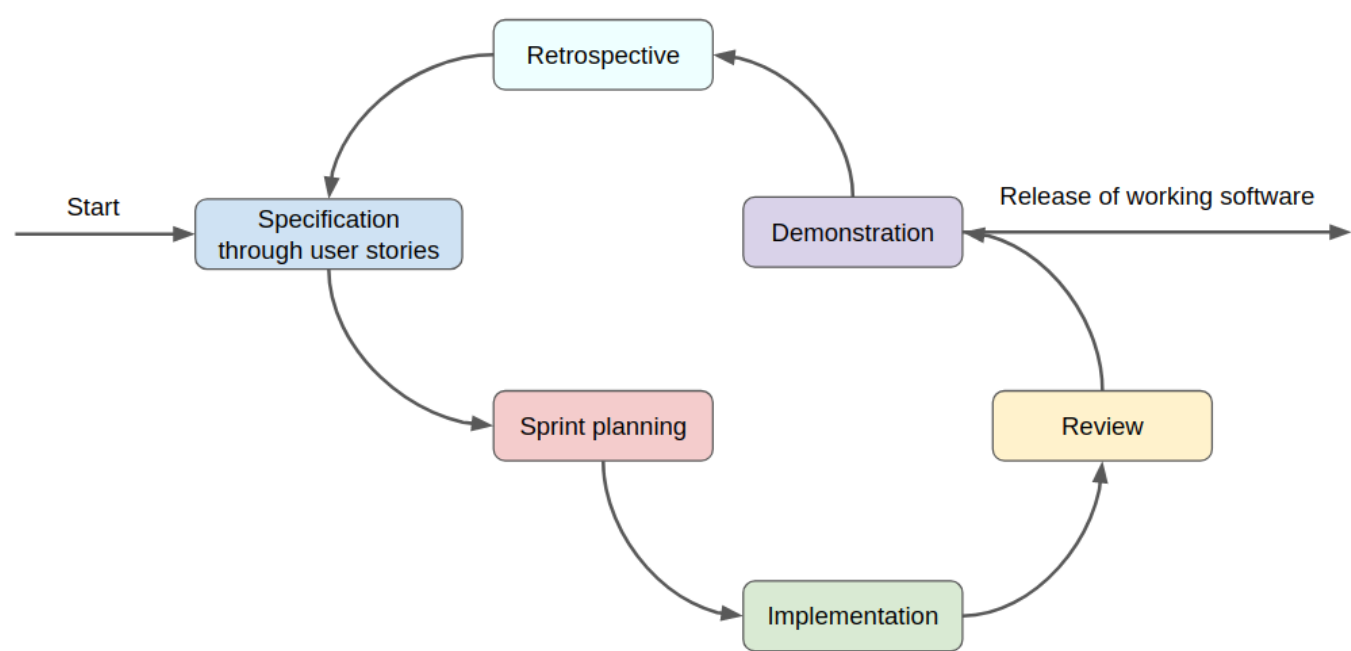 Retrospective
Start
Specification
through user stories
Demonstration
Release of working software
Sprint planning
Review
Implementation